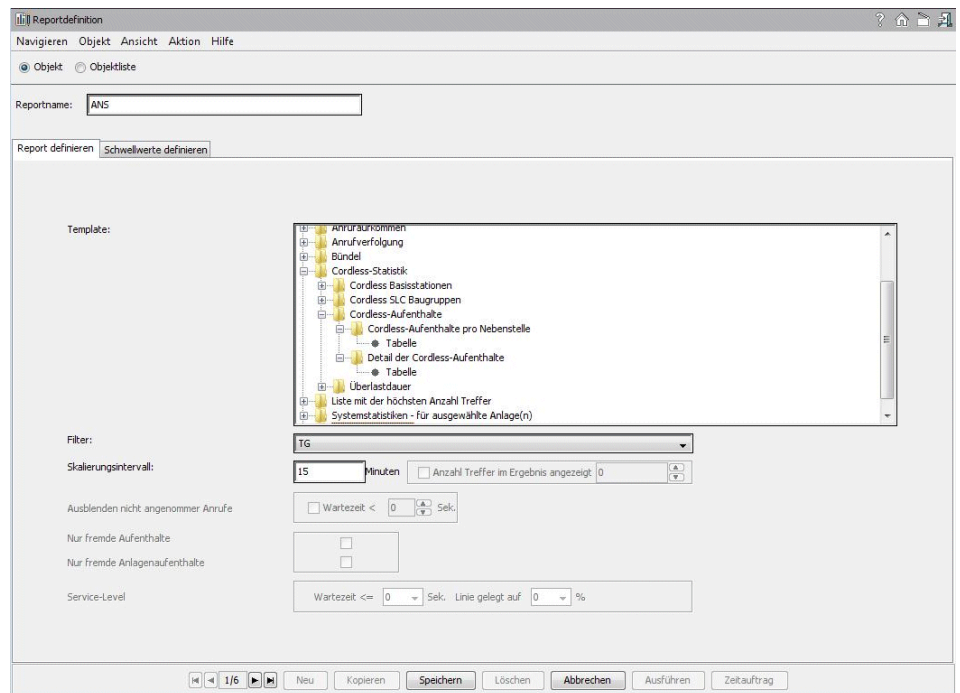 Reportdefinition
Navigieren Objekt Ansicht Aktion Hilfe
Objekt Objektliste
Reportname: ANS
Report definieren Schwellwerte definieren
Template:
Anrufaufkommen
Anrufverfolgung
Bündel
Cordless-Statistik
Cordless Basisstationen
Cordless SLC Baugruppen
Cordless-Aufenthalte
Cordless-Aufenthalte pro Nebenstelle
Tabelle
Detail der Cordless-Aufenthalte
Tabelle
Überlastdauer
Liste mit der höchsten Anzahl Treffer
Systemstatistiken - für ausgewählte Anlage(n)
Filter: TG
Skalierungsintervall: 15 Minuten Anzahl Treffer im Ergebnis angezeigt 0
Ausblenden nicht angenommer Anrufe Wartezeit < 0 Sek.
Nur fremde Aufenthalte
Nur fremde Anlagenaufenthalte
Service-Level Wartezeit <= 0 Sek. Linie gelegt auf 0 %
1/6 Neu Kopieren Speichern Löschen Abbrechen Ausführen Zeitauftrag